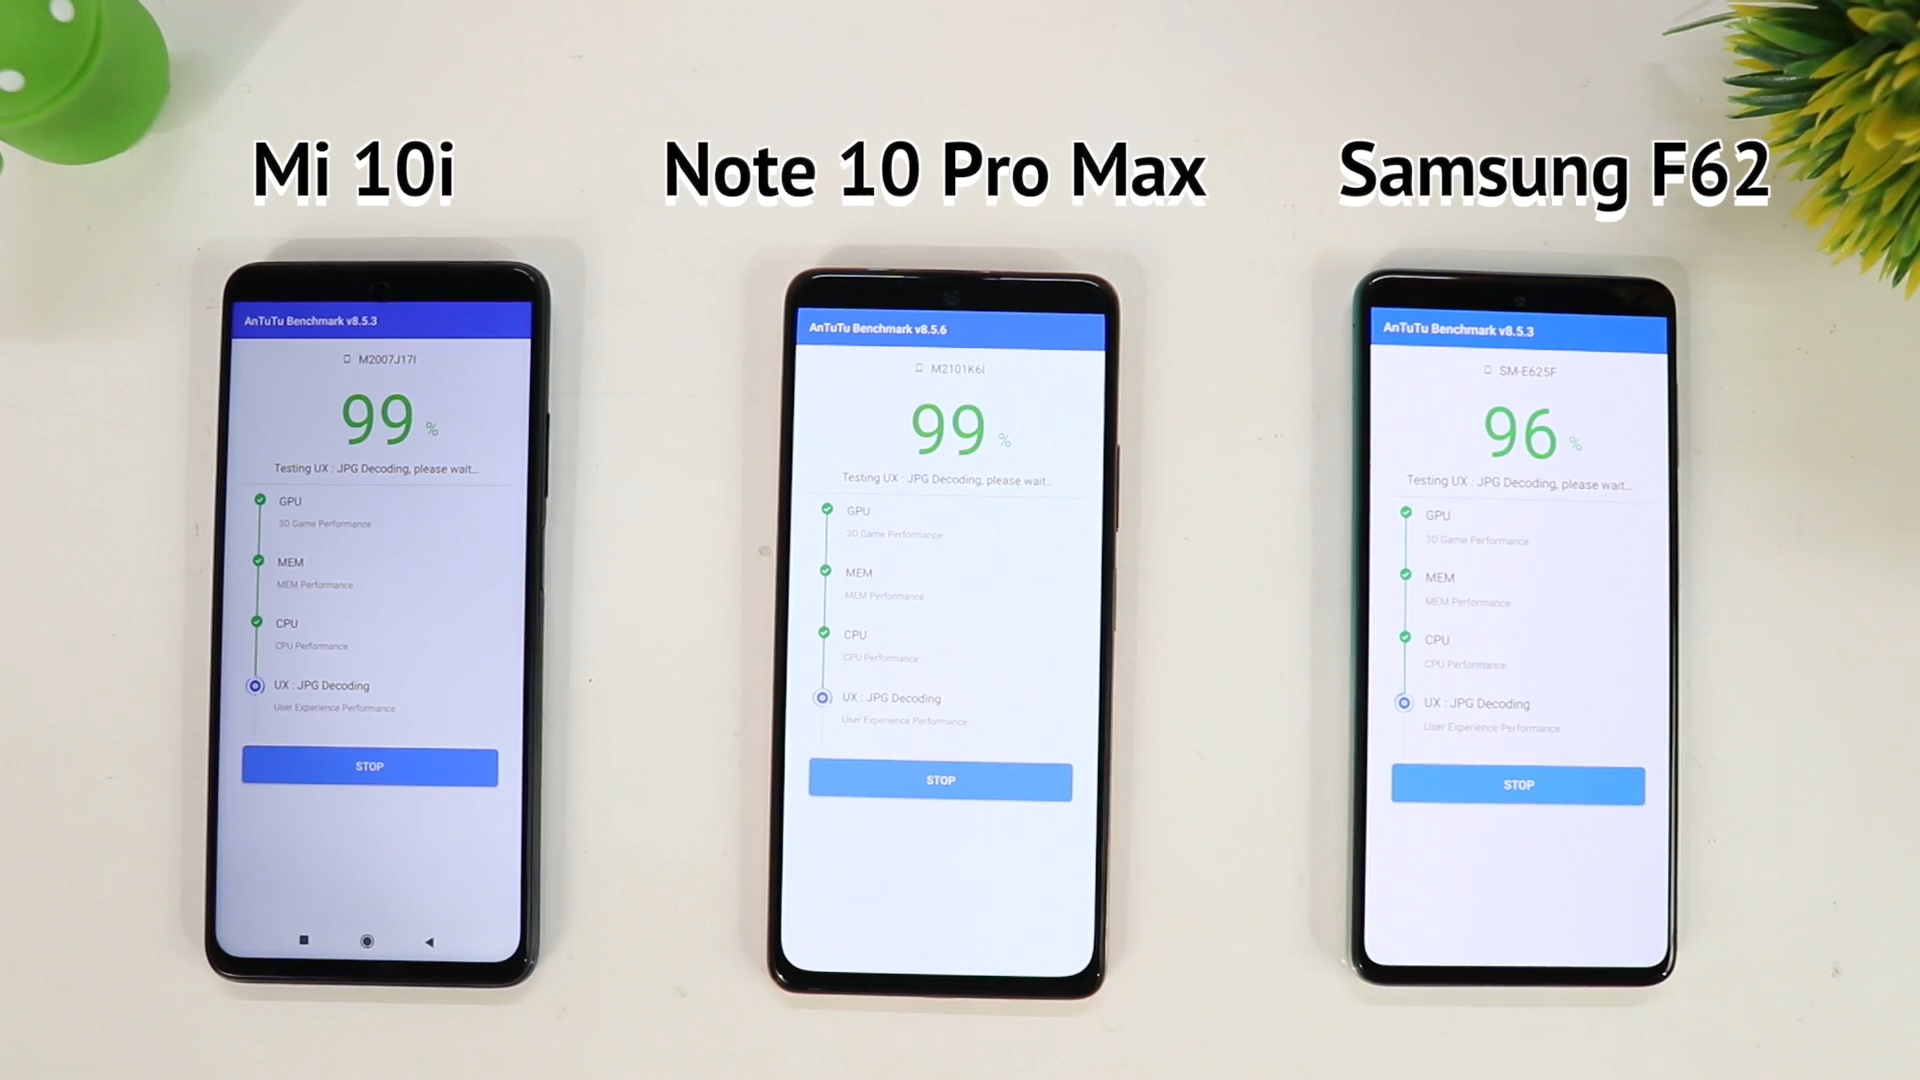 Mi 10i
Note 10 Pro Max
Samsung F62
AnTuTu Benchmark v8.5.3
M2007J17I
99 %
Testing UX : JPG Decoding, please wait...
GPU
3D Game Performance
MEM
MEM Performance
CPU
CPU Performance
UX : JPG Decoding
User Experience Performance
STOP
AnTuTu Benchmark v8.5.6
M2101K6I
99 %
Testing UX : JPG Decoding, please wait...
GPU
3D Game Performance
MEM
MEM Performance
CPU
CPU Performance
UX : JPG Decoding
User Experience Performance
STOP
AnTuTu Benchmark v8.5.3
SM-E625F
96 %
Testing UX : JPG Decoding, please wait...
GPU
3D Game Performance
MEM
MEM Performance
CPU
CPU Performance
UX : JPG Decoding
User Experience Performance
STOP